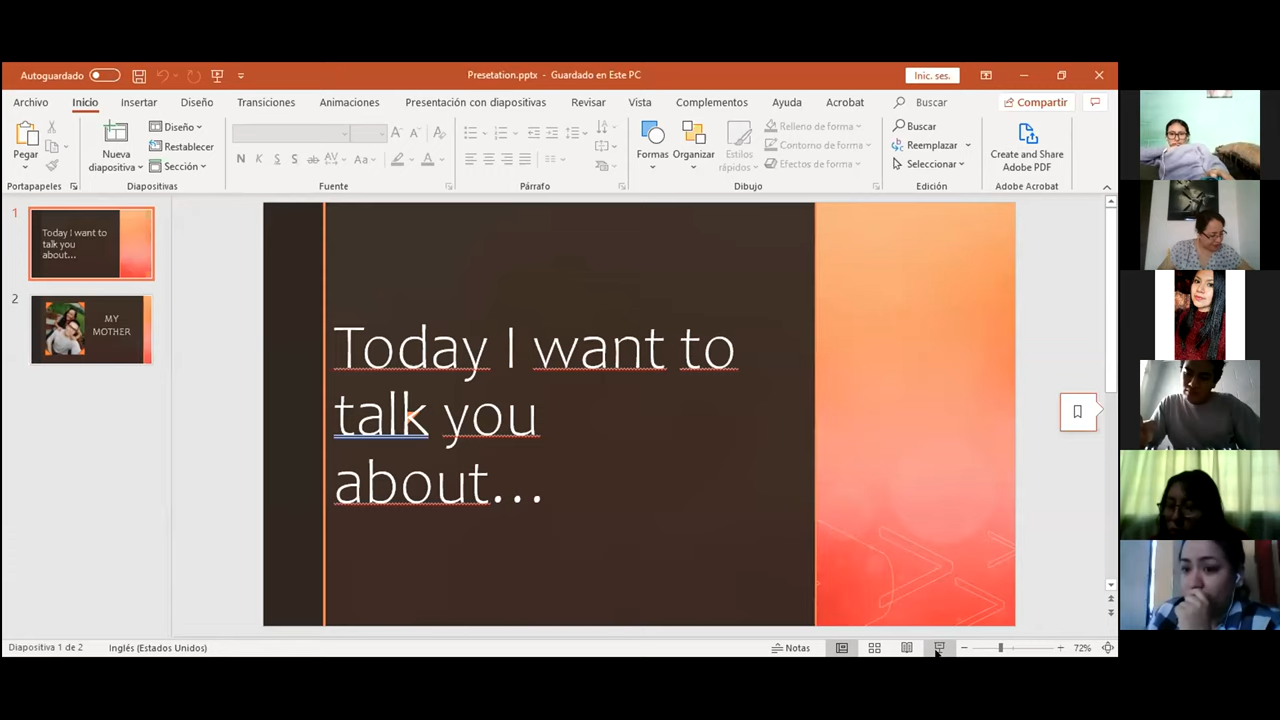 Autoguardado
Presetation.pptx - Guardado en Este PC
Inic. ses.
Archivo Inicio Insertar Diseño Transiciones Animaciones Presentación con diapositivas Revisar Vista Complementos Ayuda Acrobat Buscar Compartir
Pegar
Nueva diapositiva
Diseño
Restablecer
Sección
N K S S ab AV Aa A
Formas
Organizar
Estilos rápidos
Relleno de forma
Contorno de forma
Efectos de forma
Buscar
Reemplazar
Seleccionar
Create and Share
Adobe PDF
Portapapeles Diapositivas Fuente Párrafo Dibujo Edición Adobe Acrobat
1
Today I want to
talk you
about...
2
MY
MOTHER
Today I want to
talk you
about...
Diapositiva 1 de 2 Inglés (Estados Unidos) Notas 72%